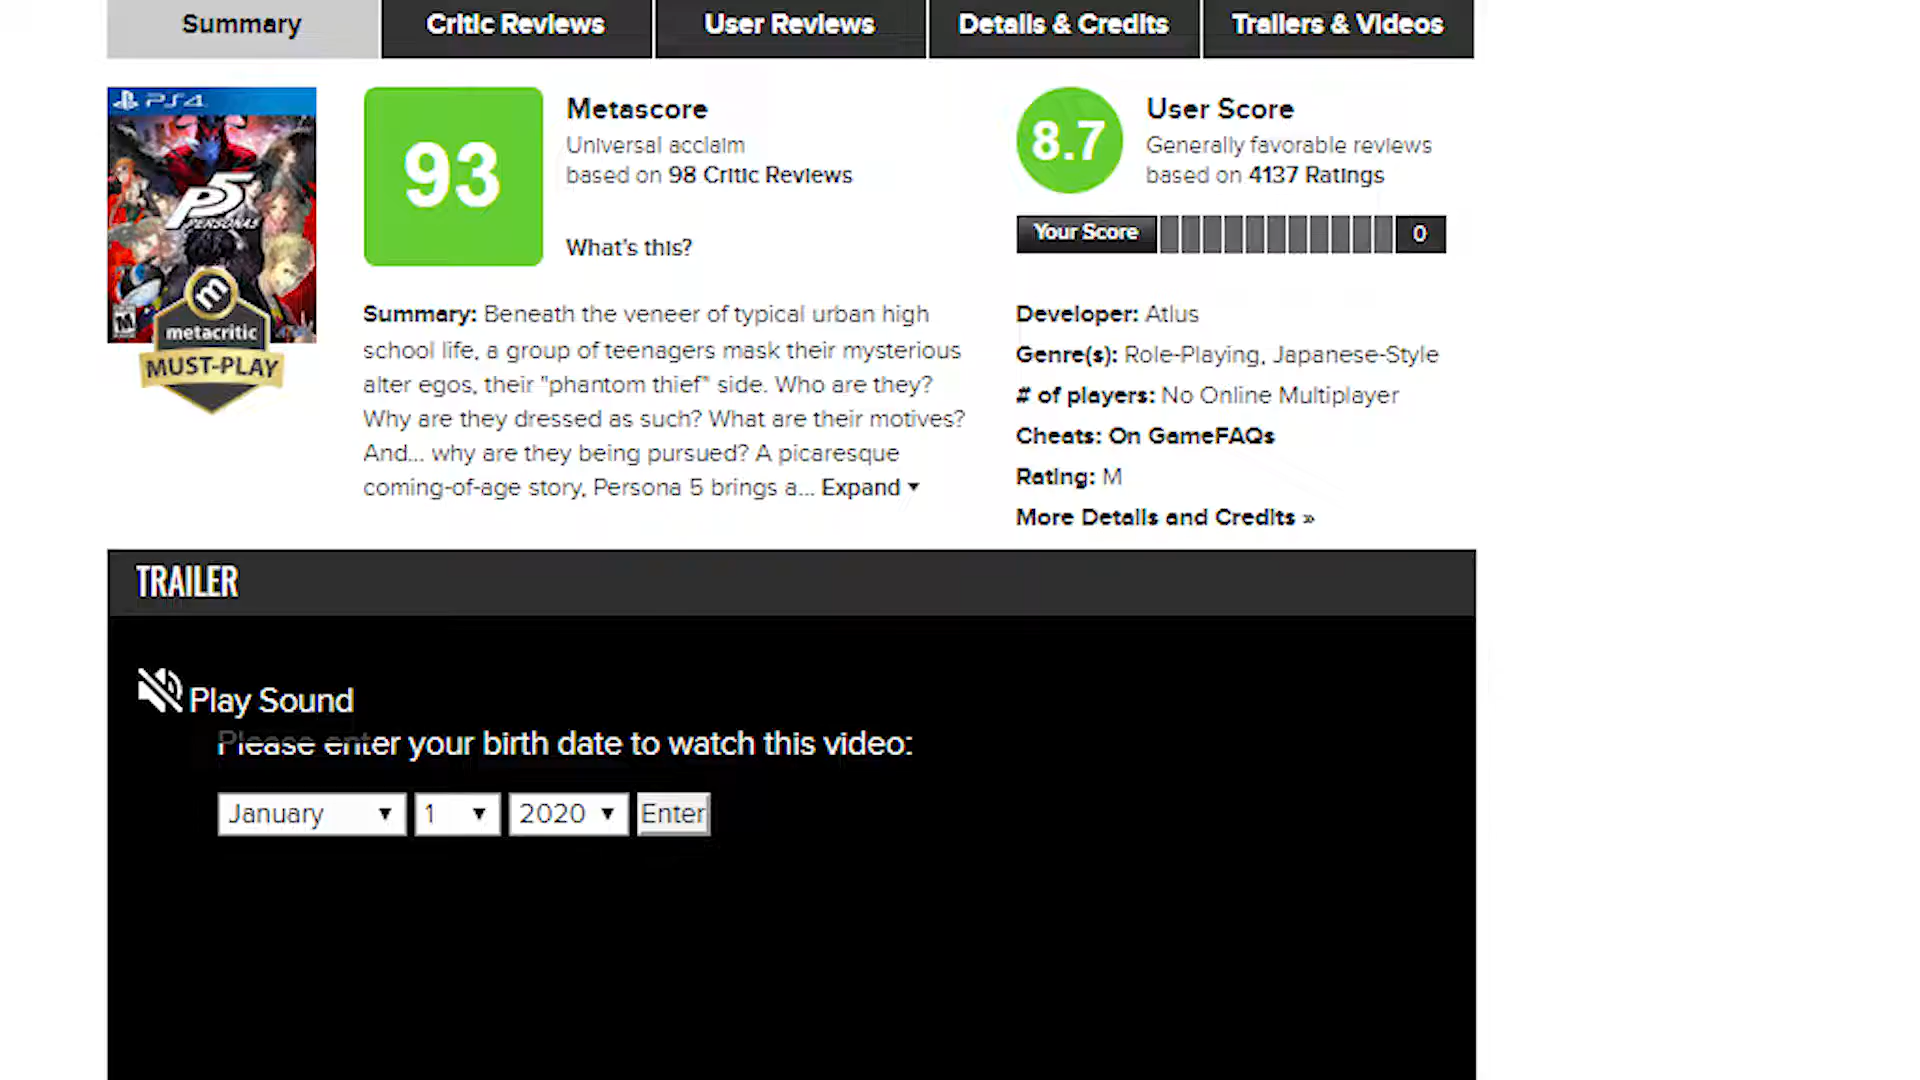 Summary
Critic Reviews
User Reviews
Details & Credits
Trailers & Videos
PS4
P5
PERSONA5
M
m
metacritic
MUST-PLAY
93
Metascore
Universal acclaim
based on 98 Critic Reviews
What's this?
Summary: Beneath the veneer of typical urban high
school life, a group of teenagers mask their mysterious
alter egos, their "phantom thief" side. Who are they?
Why are they dressed as such? What are their motives?
And... why are they being pursued? A picaresque
coming-of-age story, Persona 5 brings a... Expand ▼
8.7
User Score
Generally favorable reviews
based on 4137 Ratings
Your Score
0
Developer: Atlus
Genre(s): Role-Playing, Japanese-Style
# of players: No Online Multiplayer
Cheats: On GameFAQs
Rating: M
More Details and Credits »
TRAILER
Play Sound
Please enter your birth date to watch this video:
January ▼ 1 ▼ 2020 ▼ Enter